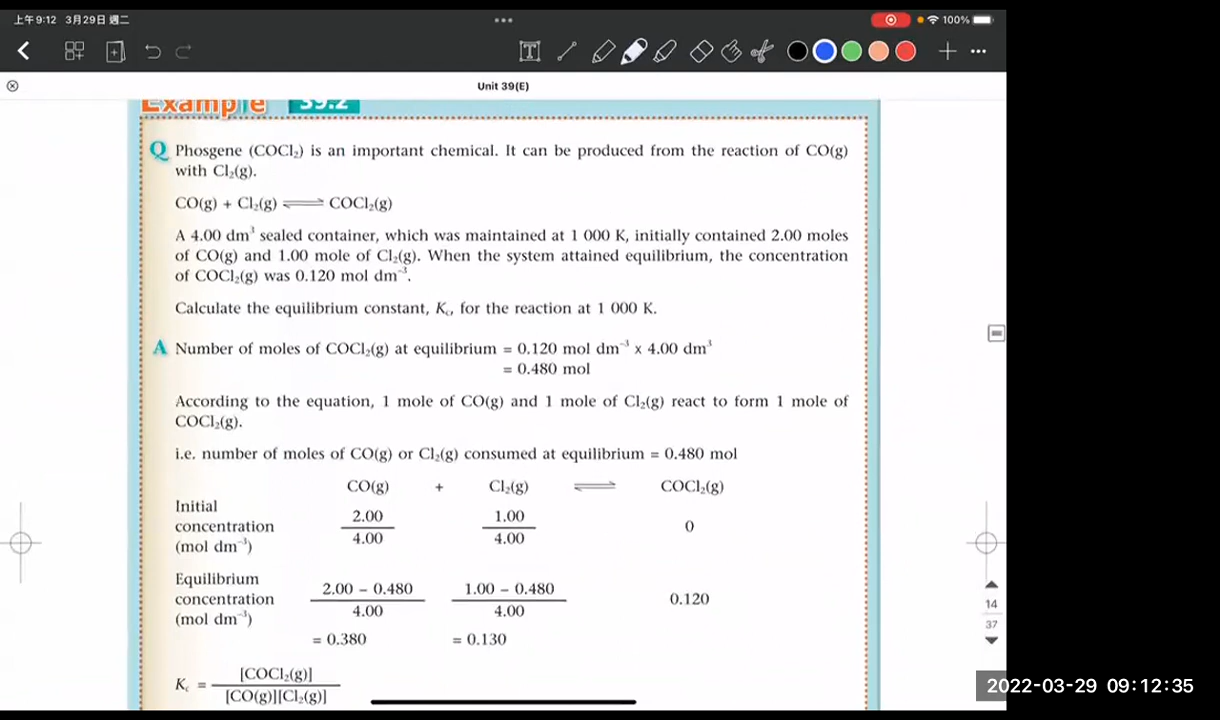 上午9:12 3月29日 週二
100%
Unit 39(E)
Example 39.2
Q Phosgene (COCl₂) is an important chemical. It can be produced from the reaction of CO(g)
with Cl₂(g).
CO(g) + Cl₂(g) ⇌ COCl₂(g)
A 4.00 dm³ sealed container, which was maintained at 1 000 K, initially contained 2.00 moles
of CO(g) and 1.00 mole of Cl₂(g). When the system attained equilibrium, the concentration
of COCl₂(g) was 0.120 mol dm⁻³.
Calculate the equilibrium constant, Kc, for the reaction at 1 000 K.
A Number of moles of COCl₂(g) at equilibrium = 0.120 mol dm⁻³ x 4.00 dm³
= 0.480 mol
According to the equation, 1 mole of CO(g) and 1 mole of Cl₂(g) react to form 1 mole of
COCl₂(g).
i.e. number of moles of CO(g) or Cl₂(g) consumed at equilibrium = 0.480 mol
CO(g) + Cl₂(g) ⇌ COCl₂(g)
Initial
concentration
(mol dm⁻³)
2.00 1.00
4.00 4.00
0
Equilibrium
concentration
(mol dm⁻³)
2.00 – 0.480 1.00 – 0.480
4.00 4.00
0.120
= 0.380 = 0.130
Kc =
[COCl₂(g)]
[CO(g)][Cl₂(g)]
14
37
2022-03-29 09:12:35